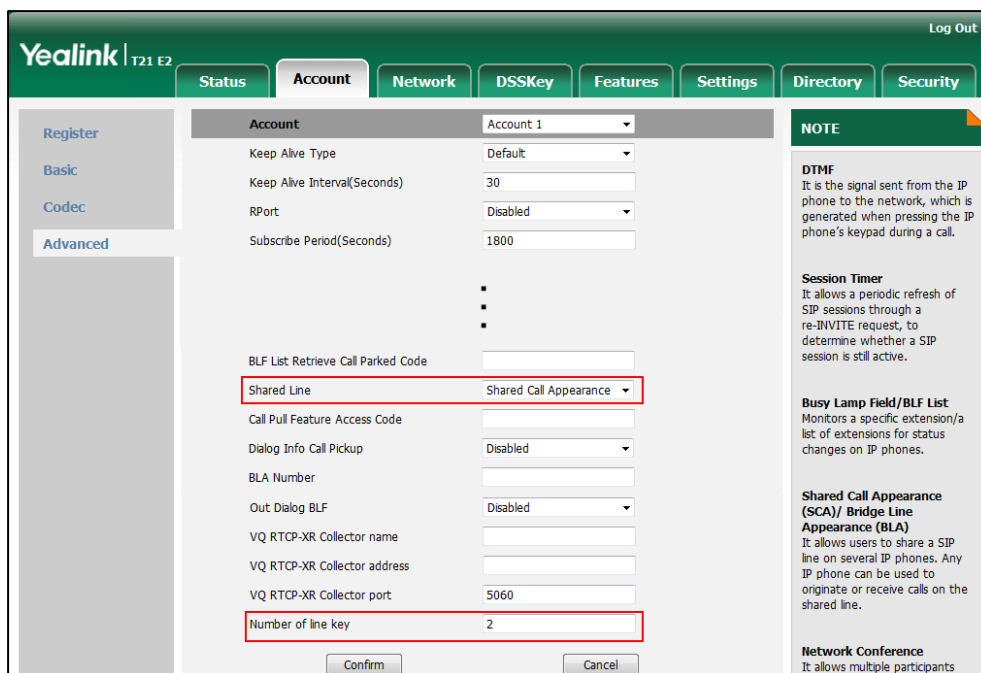 Log Out
Yealink | T21 E2
Status Account Network DSSKey Features Settings Directory Security
Register
Basic
Codec
Advanced
Account Account 1
Keep Alive Type Default
Keep Alive Interval(Seconds) 30
RPort Disabled
Subscribe Period(Seconds) 1800
BLF List Retrieve Call Parked Code
Shared Line Shared Call Appearance
Call Pull Feature Access Code
Dialog Info Call Pickup Disabled
BLA Number
Out Dialog BLF Disabled
VQ RTCP-XR Collector name
VQ RTCP-XR Collector address
VQ RTCP-XR Collector port 5060
Number of line key 2
Confirm Cancel
NOTE
DTMF
It is the signal sent from the IP
phone to the network, which is
generated when pressing the IP
phone's keypad during a call.
Session Timer
It allows a periodic refresh of
SIP sessions through a
re-INVITE request, to
determine whether a SIP
session is still active.
Busy Lamp Field/BLF List
Monitors a specific extension/a
list of extensions for status
changes on IP phones.
Shared Call Appearance
(SCA)/ Bridge Line
Appearance (BLA)
It allows users to share a SIP
line on several IP phones. Any
IP phone can be used to
originate or receive calls on the
shared line.
Network Conference
It allows multiple participants